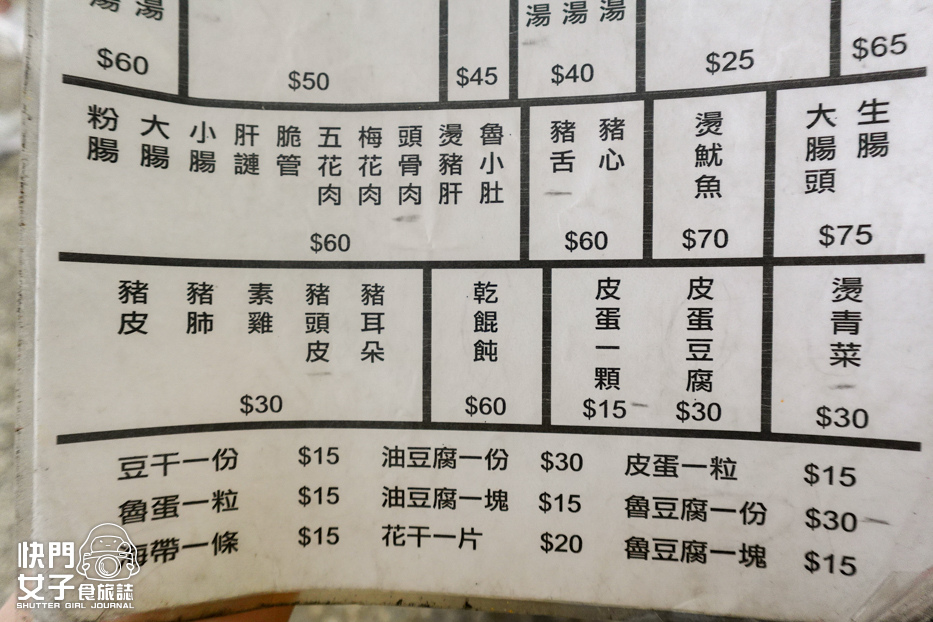 湯 湯 $60
$50
$45
湯 湯 湯 $40
$25
$65
魯小肚
燙豬肝
頭骨肉
梅花肉
五花肉
脆管
肝謰
小腸
大腸
粉腸
$60
豬心
豬舌
$60
燙魷魚
$70
生腸
大腸頭
$75
豬耳朵
豬頭皮
素雞
豬肺
豬皮
$30
乾餛飩
$60
皮蛋豆腐 $30
皮蛋一顆 $15
燙青菜
$30
豆干一份 $15 油豆腐一份 $30 皮蛋一粒 $15
魯蛋一粒 $15 油豆腐一塊 $15 魯豆腐一份 $30
海帶一條 $15 花干一片 $20 魯豆腐一塊 $15
快門女子食旅誌
SHUTTER GIRL JOURNAL